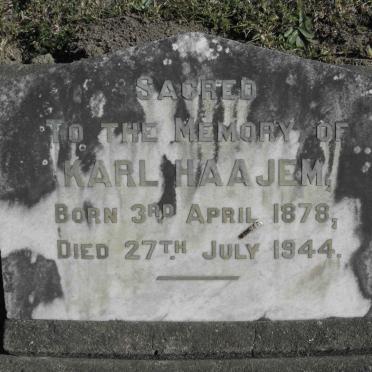 SACRED
TO THE MEMORY OF
KARL HAAJEM,
BORN 3RD APRIL 1878,
DIED 27TH JULY 1944.